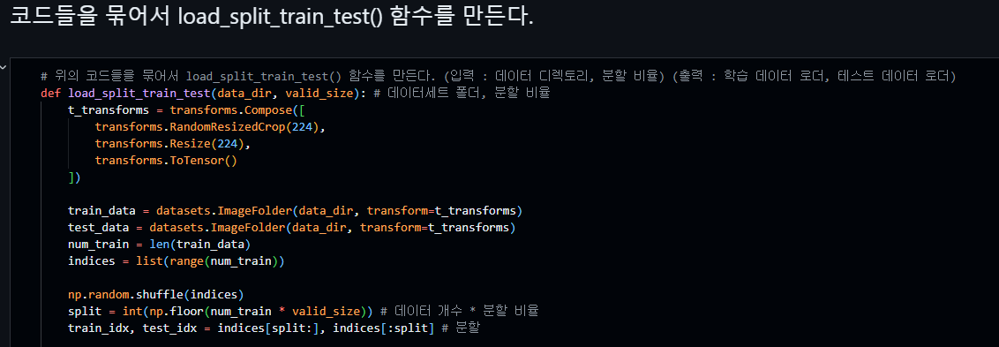 코드들을 묶어서 load_split_train_test() 함수를 만든다.
# 위의 코드들을 묶어서 load_split_train_test() 함수를 만든다. (입력 : 데이터 디렉토리, 분할 비율) (출력 : 학습 데이터 로더, 테스트 데이터 로더)
def load_split_train_test(data_dir, valid_size): # 데이터세트 폴더, 분할 비율
    t_transforms = transforms.Compose([
        transforms.RandomResizedCrop(224),
        transforms.Resize(224),
        transforms.ToTensor()
    ])
    train_data = datasets.ImageFolder(data_dir, transform=t_transforms)
    test_data = datasets.ImageFolder(data_dir, transform=t_transforms)
    num_train = len(train_data)
    indices = list(range(num_train))
    np.random.shuffle(indices)
    split = int(np.floor(num_train * valid_size)) # 데이터 개수 * 분할 비율
    train_idx, test_idx = indices[split:], indices[:split] # 분할